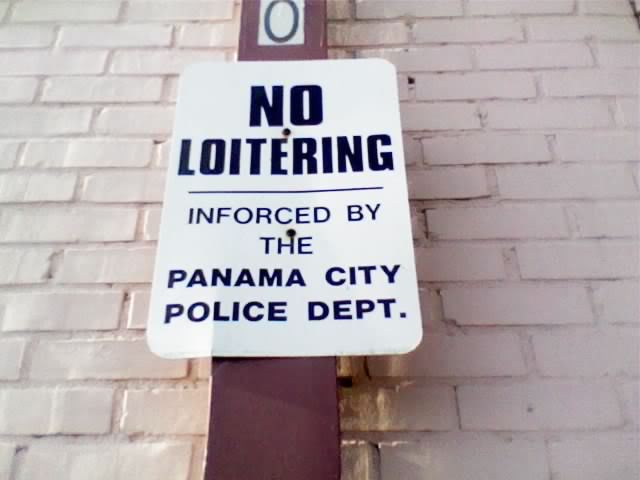 0
NO
LOITERING
INFORCED BY
THE
PANAMA CITY
POLICE DEPT.